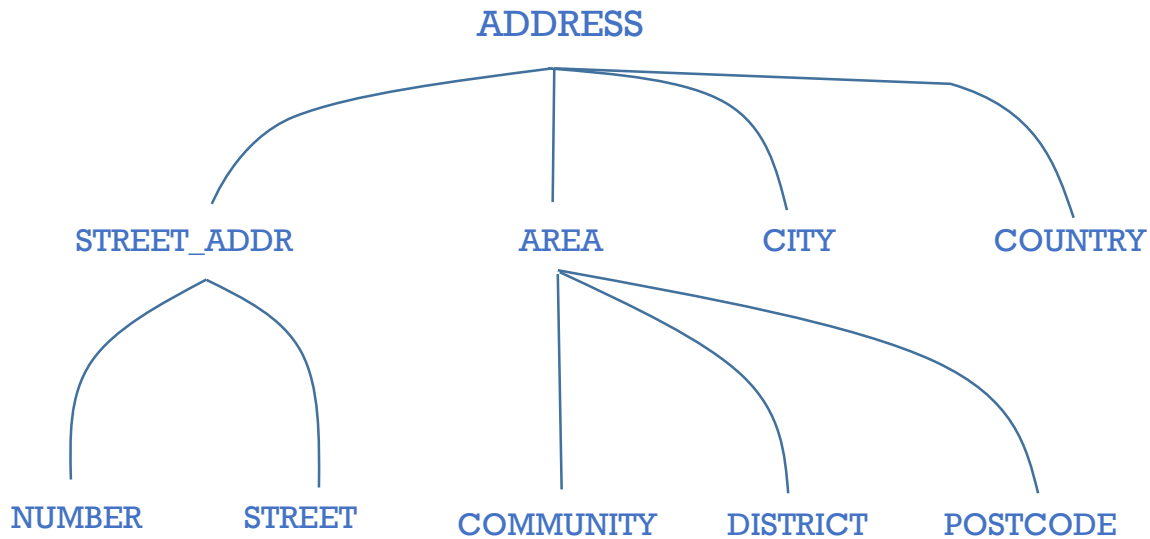 ADDRESS
STREET_ADDR AREA CITY COUNTRY
NUMBER STREET COMMUNITY DISTRICT POSTCODE